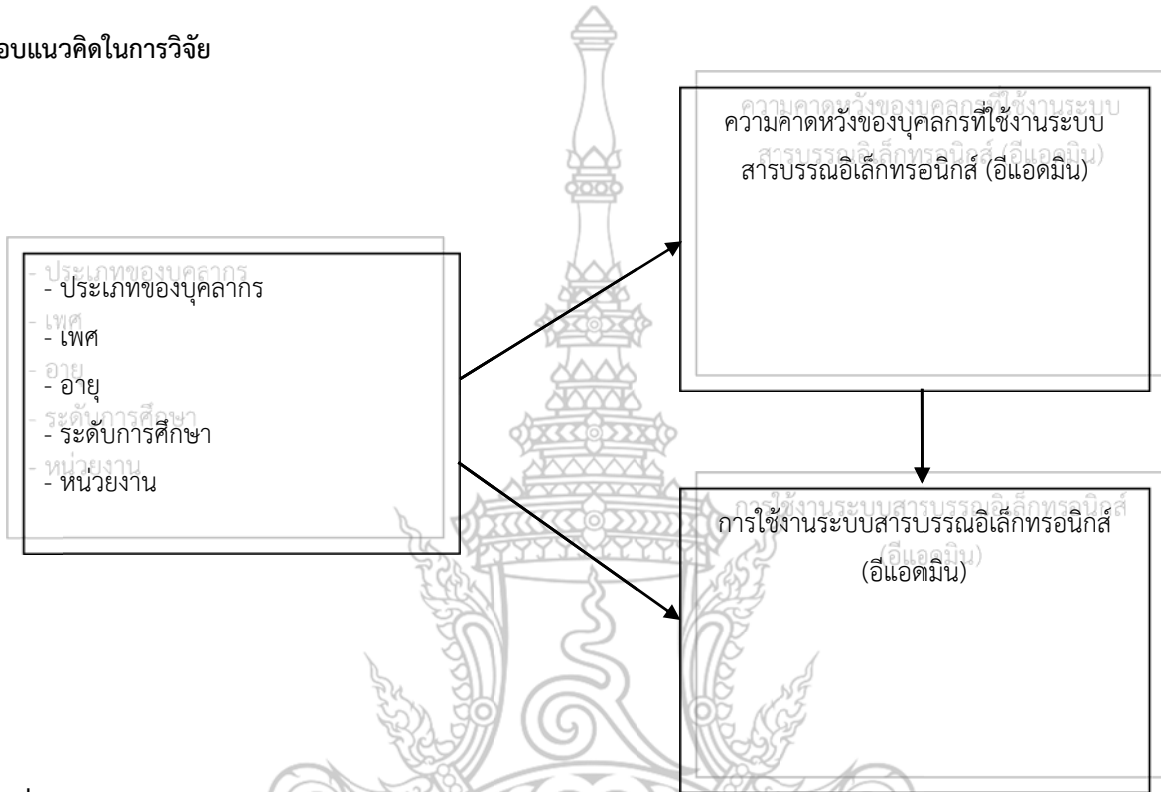 อบแนวคิดในการวิจัย
ความคาดหวังของบุคลกรที่ใช้งานระบบ
สารบรรณอิเล็กทรอนิกส์ (อีแอดมิน)
- ประเภทของบุคลากร
- เพศ
- อายุ
- ระดับการศึกษา
- หน่วยงาน
การใช้งานระบบสารบรรณอิเล็กทรอนิกส์
(อีแอดมิน)